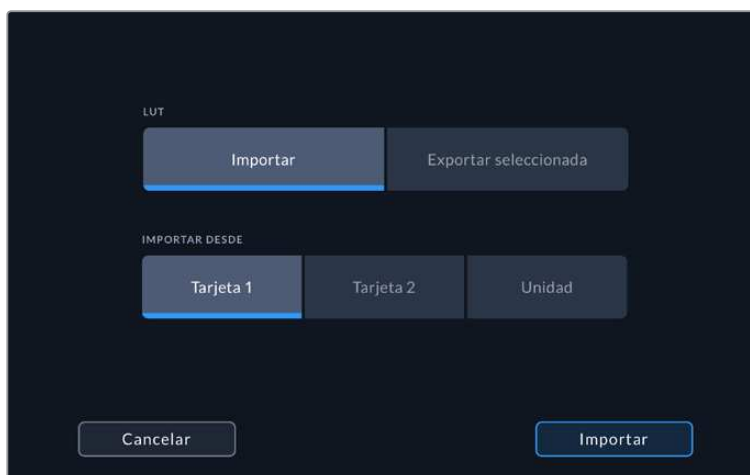 LUT
Importar Exportar seleccionada
IMPORTAR DESDE
Tarjeta 1 Tarjeta 2 Unidad
Cancelar Importar